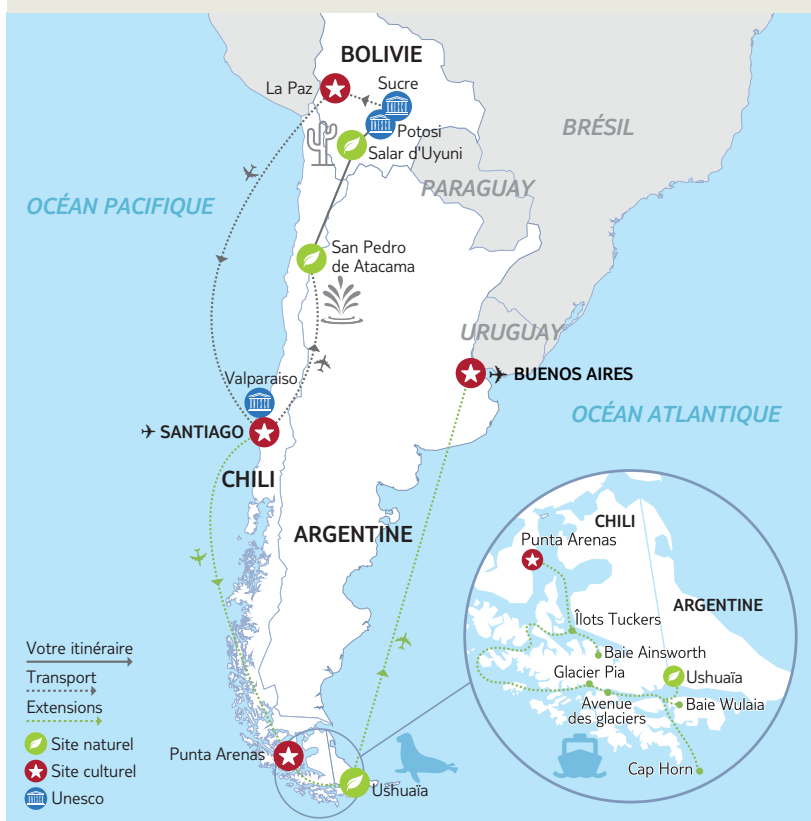 BOLIVIE
La Paz
Sucre
Potosi
Salar d'Uyuni
BRÉSIL
PARAGUAY
OCÉAN PACIFIQUE
San Pedro
de Atacama
URUGUAY
Valparaiso
BUENOS AIRES
OCÉAN ATLANTIQUE
SANTIAGO
CHILI
ARGENTINE
CHILI
Punta Arenas
ARGENTINE
Îlots Tuckers
Baie Ainsworth
Glacier Pia
Ushuaïa
Avenue
des glaciers
Baie Wulaia
Cap Horn
Votre itinéraire
Transport
Extensions
Site naturel
Site culturel
Unesco
Punta Arenas
Ushuaïa